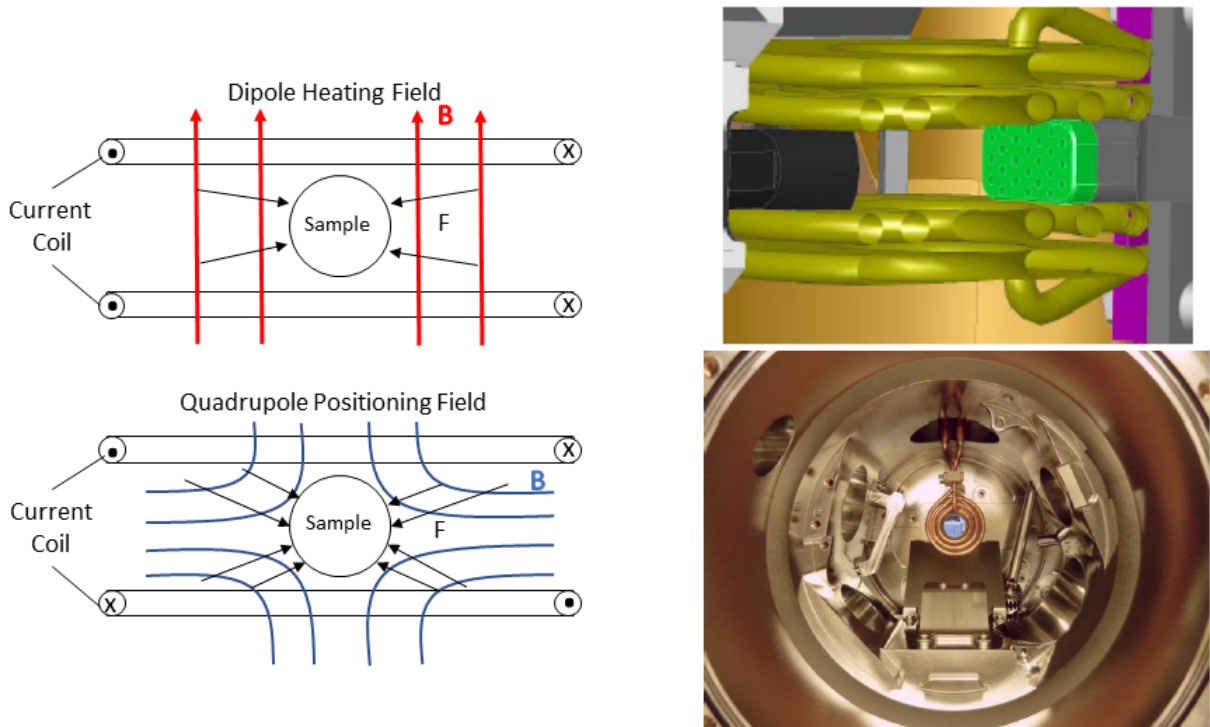 Dipole Heating Field
B
X
Current
Coil
Sample
F
X
Quadrupole Positioning Field
X
B
Current
Coil
Sample
F
X